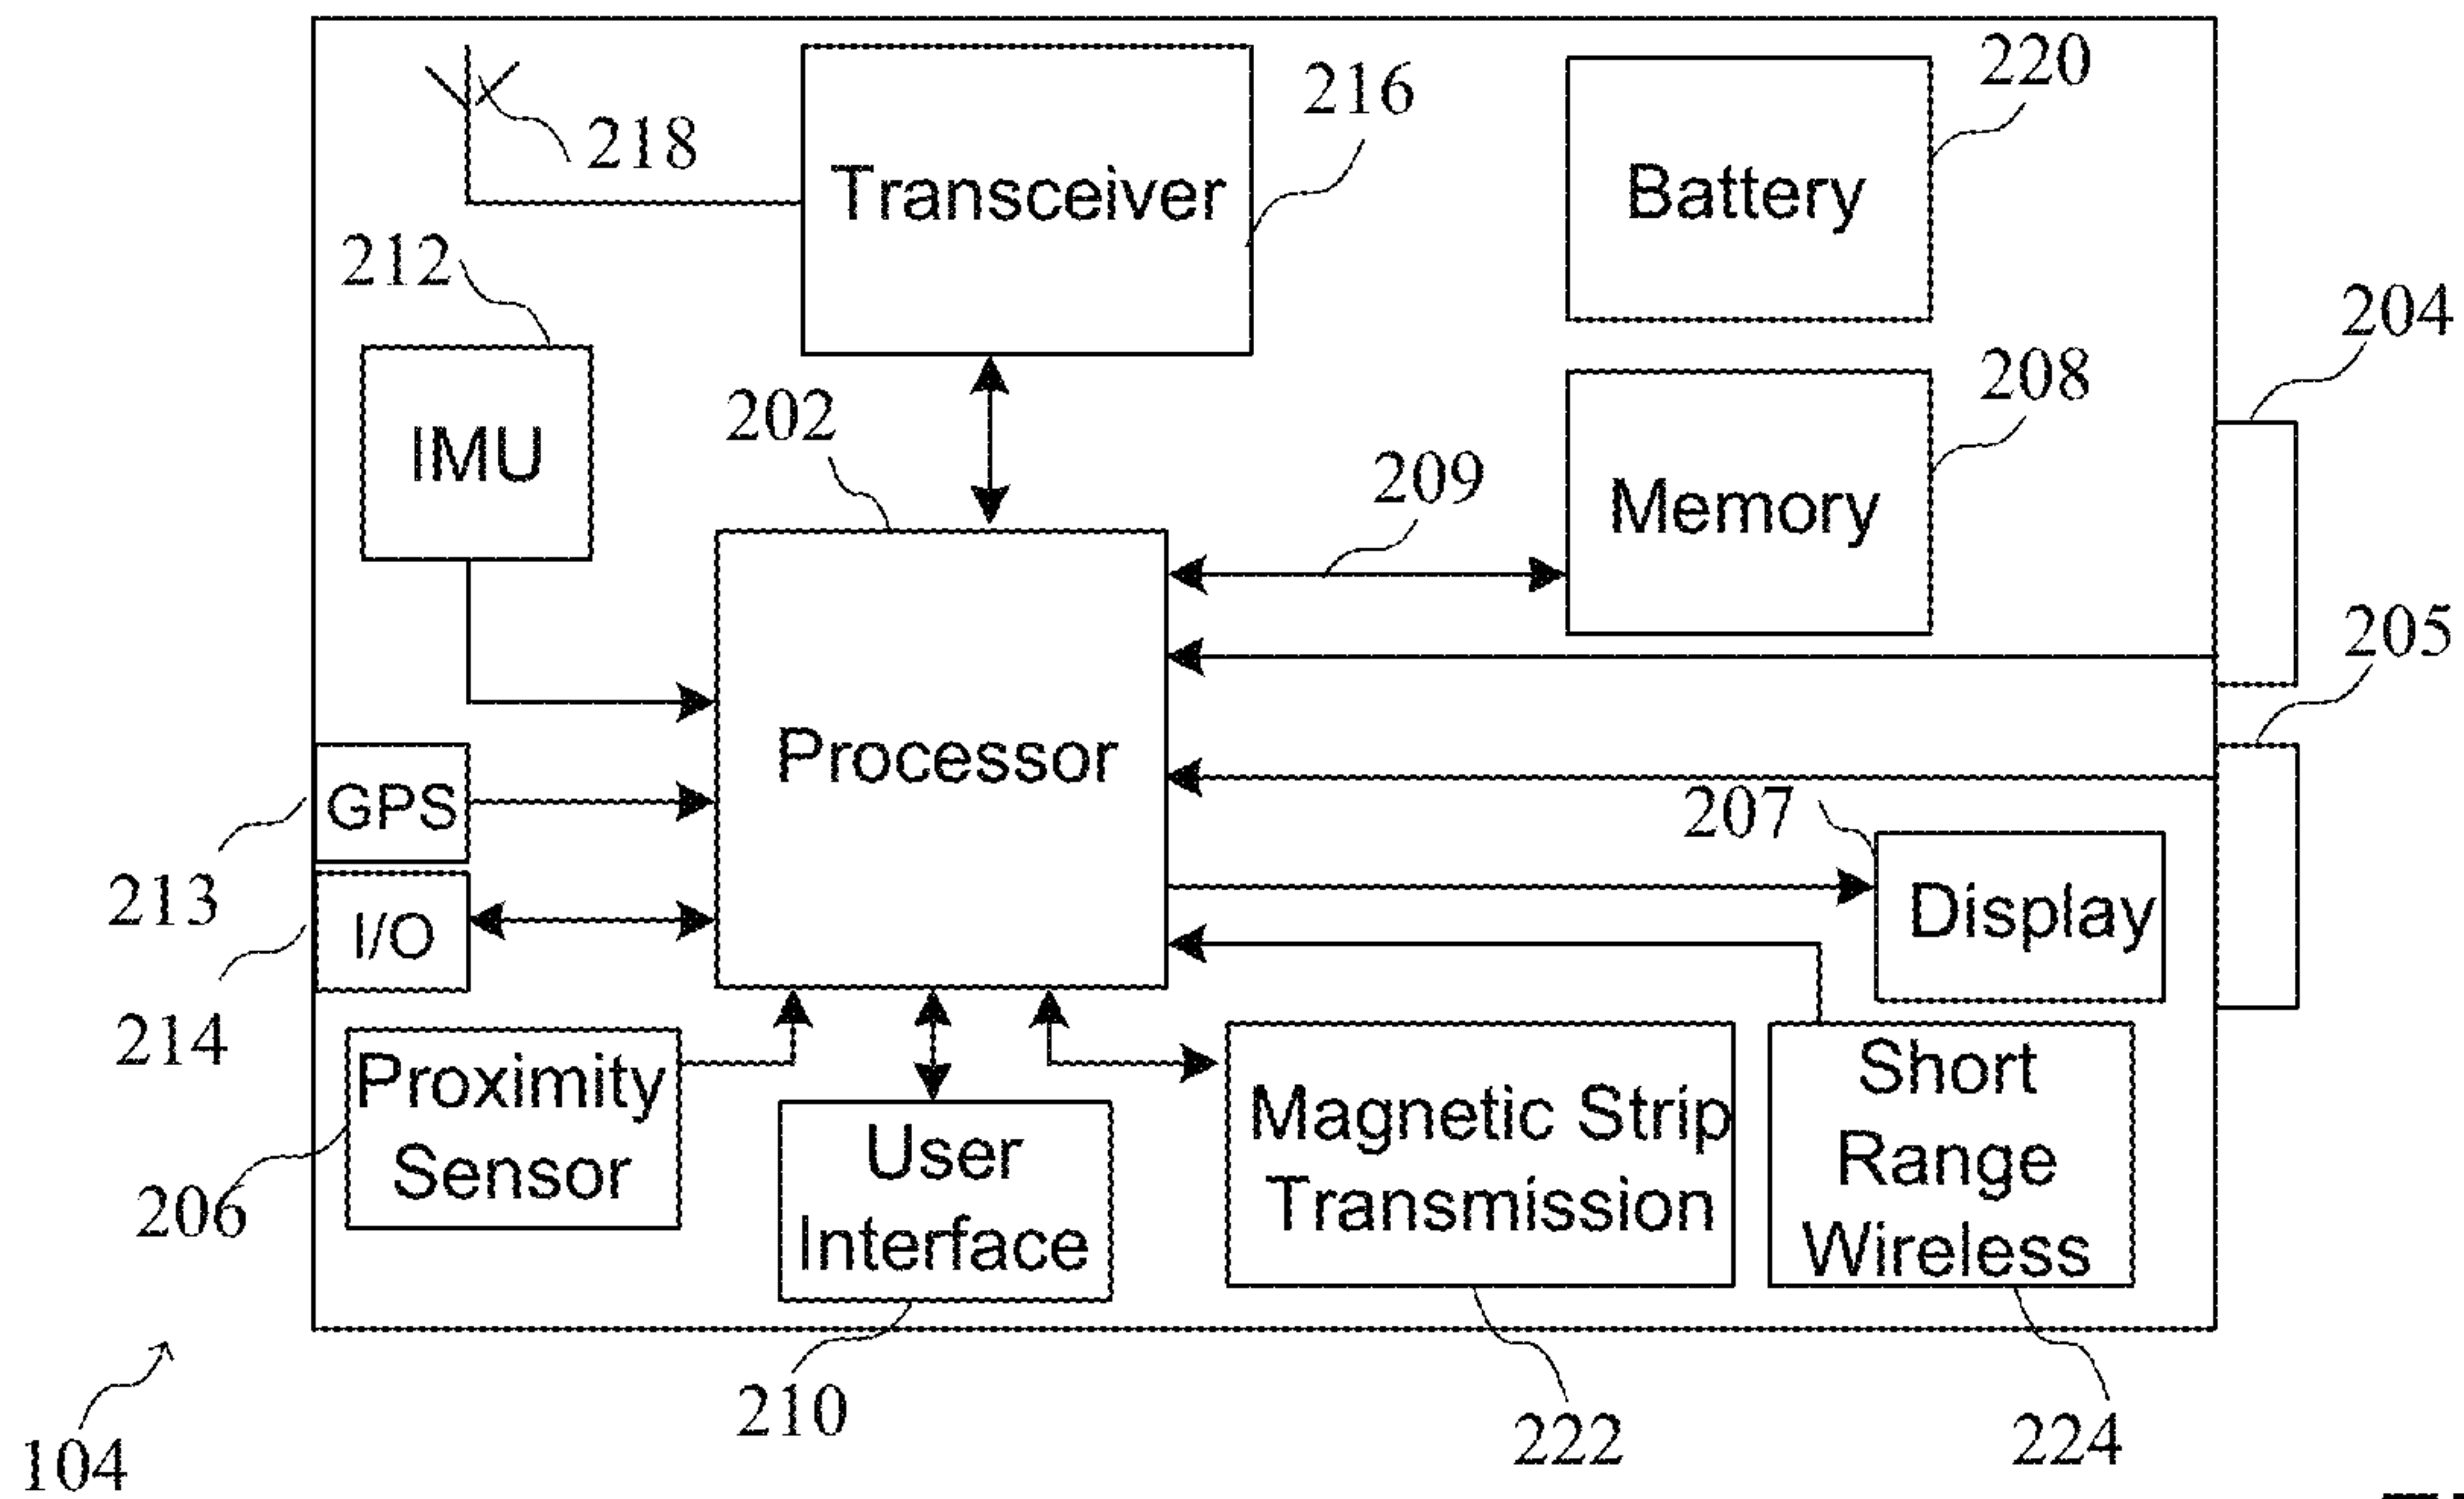 218
Transceiver
216
Battery
220
212
IMU
202
209
Memory
208
204
205
Processor
GPS
213
I/O
214
207
Display
Proximity
Sensor
206
User
Interface
210
Magnetic Strip
Transmission
222
Short
Range
Wireless
224
104